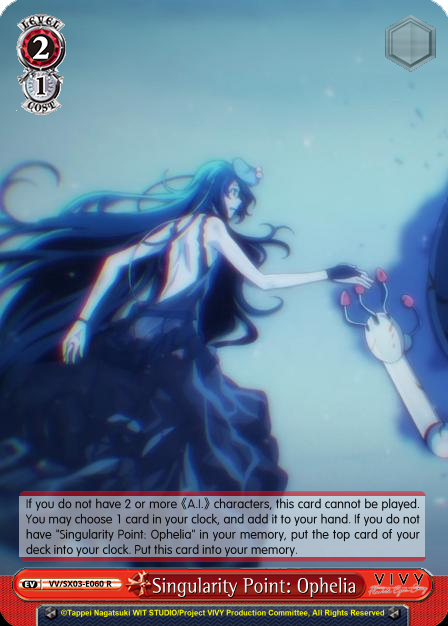 LEVEL
2
1
COST
If you do not have 2 or more 《A.I.》 characters, this card cannot be played.
You may choose 1 card in your clock, and add it to your hand. If you do not
have "Singularity Point: Ophelia" in your memory, put the top card of your
deck into your clock. Put this card into your memory.
EV VV/SX03-E060 R Singularity Point: Ophelia VIVY
©Tappei Nagatsuki WIT STUDIO/Project VIVY Production Committee, All Rights Reserved